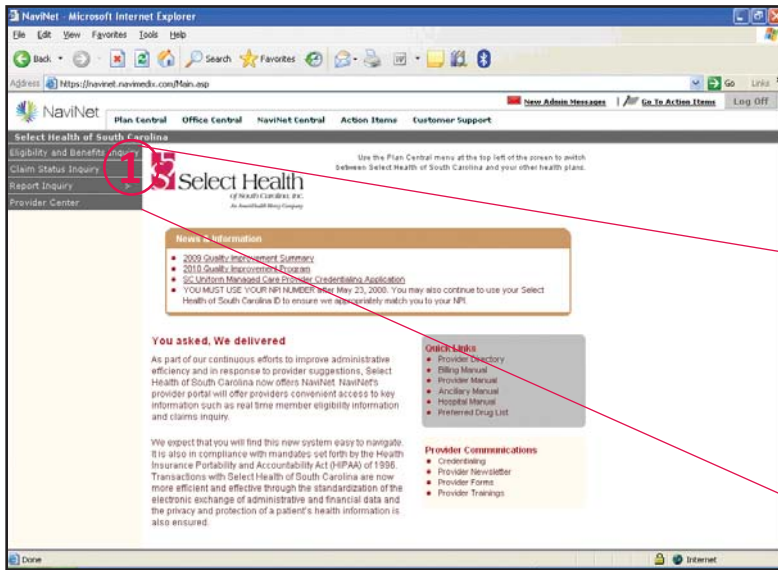 NaviNet - Microsoft Internet Explorer
File Edit View Favorites Tools Help
Back Search Favorites
Address https://navinet.navimedix.com/Main.asp Go Links
New Admin Messages | Go To Action Items Log Off
NaviNet Plan Central Office Central NaviNet Central Action Items Customer Support
Select Health of South Carolina
Eligibility and Benefits Inquiry
Claim Status Inquiry
Report Inquiry >
Provider Center
1
Use the Plan Central menu at the top left of the screen to switch
between Select Health of South Carolina and your other health plans.
Select Health
of South Carolina, Inc.
An AmeriHealth Mercy Company
News & Information
2009 Quality Improvement Summary
2010 Quality Improvement Program
SC Uniform Managed Care Provider Credentialing Application
YOU MUST USE YOUR NPI NUMBER after May 23, 2008. You may also continue to use your Select
Health of South Carolina ID to ensure we appropriately match you to your NPI.
You asked, We delivered
As part of our continuous efforts to improve administrative
efficiency and in response to provider suggestions, Select
Health of South Carolina now offers NaviNet. NaviNet's
provider portal will offer providers convenient access to key
information such as real time member eligibility information
and claims inquiry.
We expect that you will find this new system easy to navigate.
It is also in compliance with mandates set forth by the Health
Insurance Portability and Accountability Act (HIPAA) of 1996.
Transactions with Select Health of South Carolina are now
more efficient and effective through the standardization of the
electronic exchange of administrative and financial data and
the privacy and protection of a patient's health information is
also ensured.
Quick Links
Provider Directory
Billing Manual
Provider Manual
Ancillary Manual
Hospital Manual
Preferred Drug List
Provider Communications
Credentialing
Provider Newsletter
Provider Forms
Provider Trainings
Done Internet